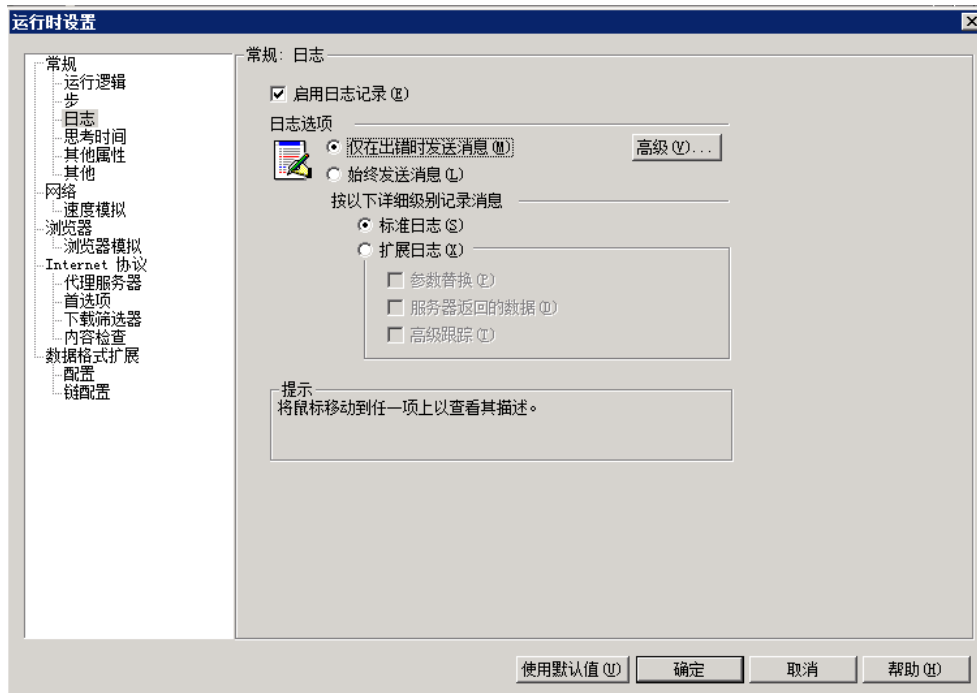 运行时设置
常规
运行逻辑
步
日志
思考时间
其他属性
其他
网络
速度模拟
浏览器
浏览器模拟
Internet 协议
代理服务器
首选项
下载筛选器
内容检查
数据格式扩展
配置
链配置
常规: 日志
启用日志记录(E)
日志选项
仅在出错时发送消息(M)
高级(V)...
始终发送消息(L)
按以下详细级别记录消息
标准日志(S)
扩展日志(X)
参数替换(P)
服务器返回的数据(D)
高级跟踪(T)
提示
将鼠标移动到任一项上以查看其描述。
使用默认值(U)
确定
取消
帮助(H)